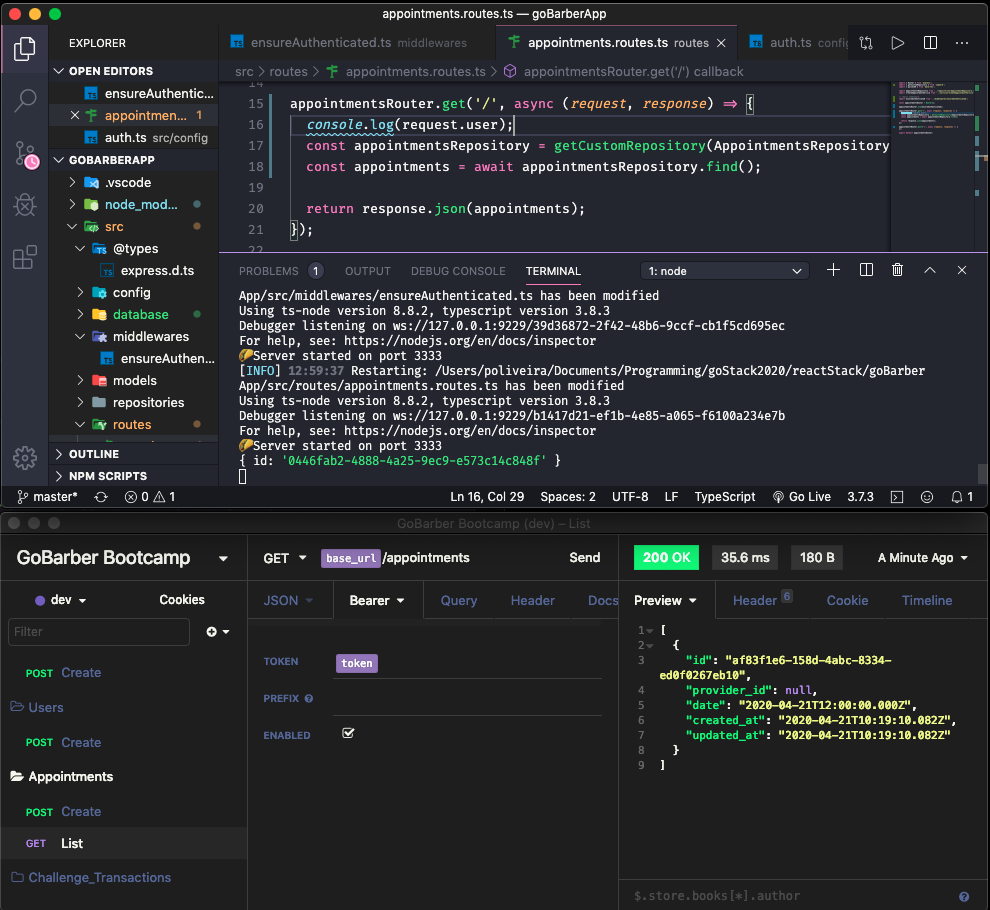 appointments.routes.ts — goBarberApp
EXPLORER
OPEN EDITORS
ensureAuthentic...
appointmen... 1
auth.ts src/config
GOBARBERAPP
.vscode
node_mod...
src
@types
express.d.ts
config
database
middlewares
ensureAuthen...
models
repositories
routes
OUTLINE
NPM SCRIPTS
ensureAuthenticated.ts middlewares
appointments.routes.ts routes
auth.ts config
src > routes > appointments.routes.ts > appointmentsRouter.get('/') callback
14
15 appointmentsRouter.get('/', async (request, response) => {
16 console.log(request.user);
17 const appointmentsRepository = getCustomRepository(AppointmentsRepository
18 const appointments = await appointmentsRepository.find();
19
20 return response.json(appointments);
21 });
22
PROBLEMS 1 OUTPUT DEBUG CONSOLE TERMINAL 1: node
App/src/middlewares/ensureAuthenticated.ts has been modified
Using ts-node version 8.8.2, typescript version 3.8.3
Debugger listening on ws://127.0.0.1:9229/39d36872-2f42-48b6-9ccf-cb1f5cd695ec
For help, see: https://nodejs.org/en/docs/inspector
🌮Server started on port 3333
[INFO] 12:59:37 Restarting: /Users/poliveira/Documents/Programming/goStack2020/reactStack/goBarber
App/src/routes/appointments.routes.ts has been modified
Using ts-node version 8.8.2, typescript version 3.8.3
Debugger listening on ws://127.0.0.1:9229/b1417d21-ef1b-4e85-a065-f6100a234e7b
For help, see: https://nodejs.org/en/docs/inspector
🌮Server started on port 3333
{ id: '0446fab2-4888-4a25-9ec9-e573c14c848f' }
master* 0 1 Ln 16, Col 29 Spaces: 2 UTF-8 LF TypeScript Go Live 3.7.3 1
GoBarber Bootcamp (dev) – List
GoBarber Bootcamp
dev Cookies
Filter
POST Create
Users
POST Create
Appointments
POST Create
GET List
Challenge_Transactions
GET base_url/appointments Send
JSON Bearer Query Header Docs
TOKEN token
PREFIX
ENABLED
200 OK 35.6 ms 180 B A Minute Ago
Preview Header 6 Cookie Timeline
1 [
2 {
3 "id": "af83f1e6-158d-4abc-8334-
ed0f0267eb10",
4 "provider_id": null,
5 "date": "2020-04-21T12:00:00.000Z",
6 "created_at": "2020-04-21T10:19:10.082Z",
7 "updated_at": "2020-04-21T10:19:10.082Z"
8 }
9 ]
$.store.books[*].author